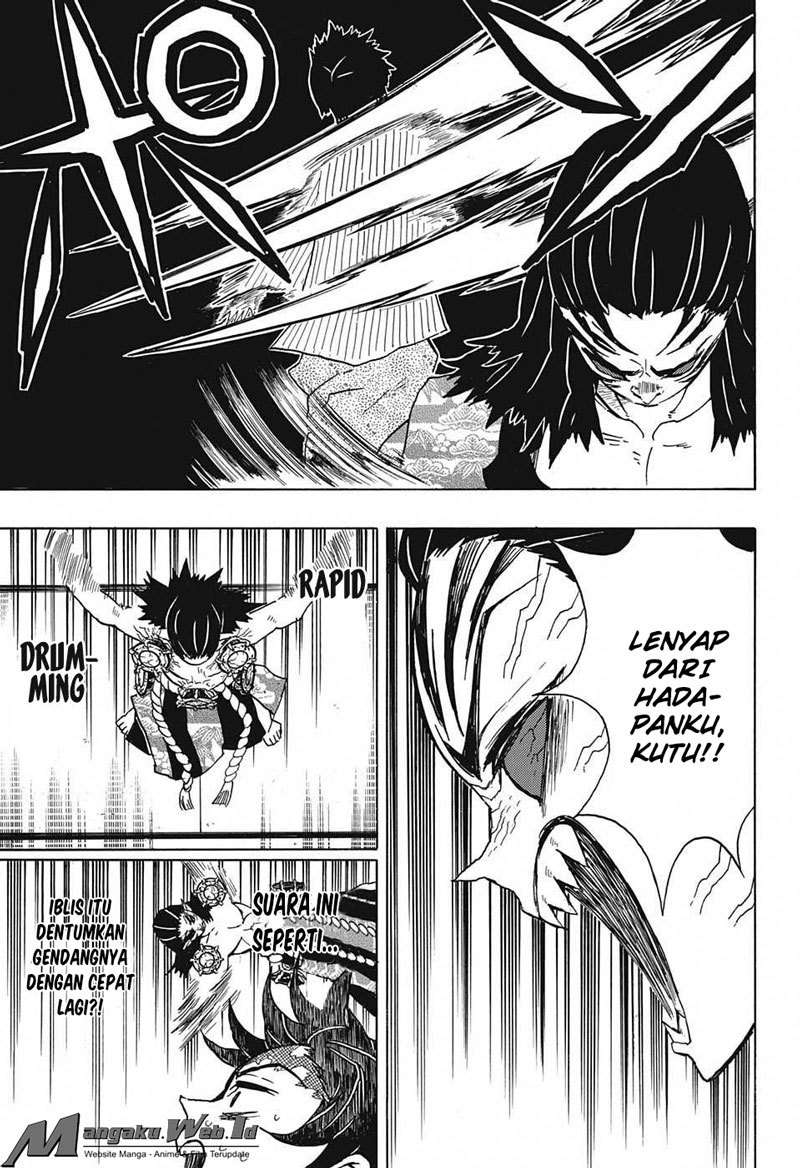 ポ
LENYAP
DARI
HADA-
PANKU,
KUTU!!
RAPID
DRUM-
MING
SUARA INI
SEPERTI...
IBLIS ITU
DENTUMKAN
GENDANGNYA
DENGAN CEPAT
LAGI?!
Mangaku.Web.Id
Website Manga - Anime & Film Terupdate